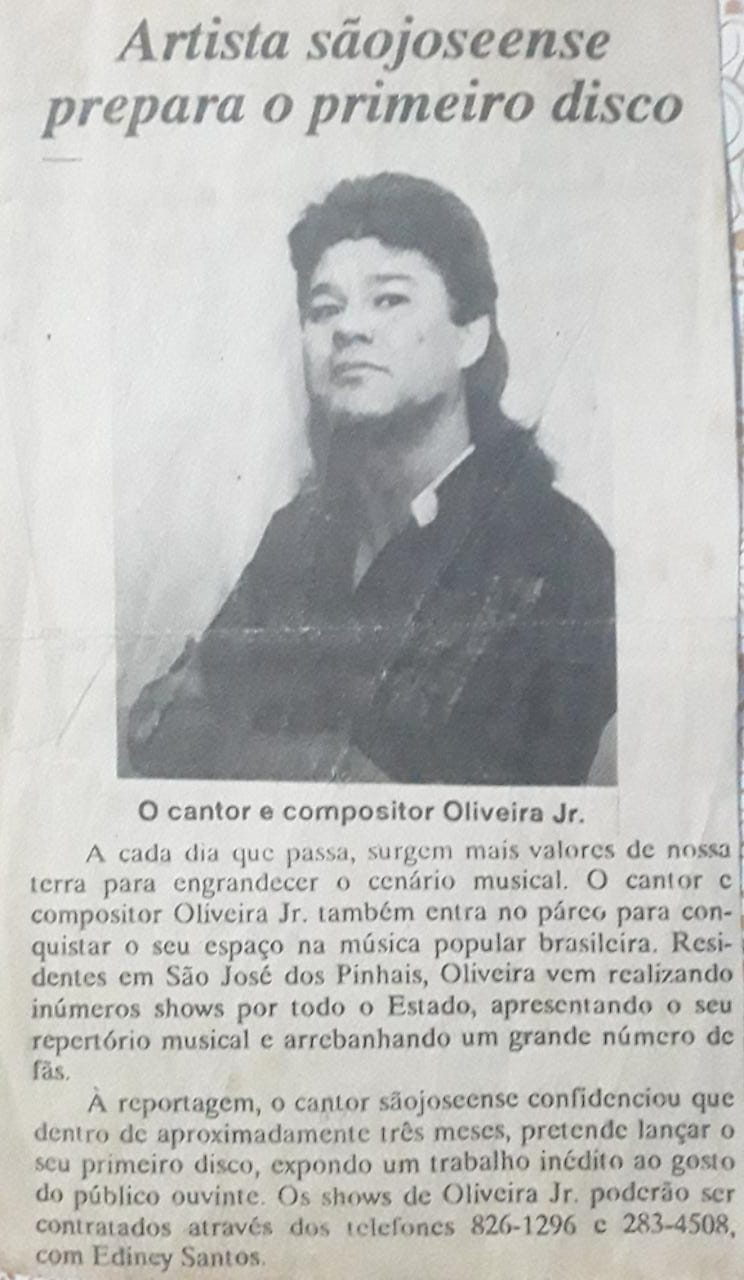 Artista sãojoseense
prepara o primeiro disco
O cantor e compositor Oliveira Jr.
A cada dia que passa, surgem mais valores de nossa
terra para engrandecer o cenário musical. O cantor e
compositor Oliveira Jr. também entra no páreo para con-
quistar o seu espaço na música popular brasileira. Resi-
dentes em São José dos Pinhais, Oliveira vem realizando
inúmeros shows por todo o Estado, apresentando o seu
repertório musical e arrebanhando um grande número de
fãs.
À reportagem, o cantor sãojoseense confidenciou que
dentro de aproximadamente três meses, pretende lançar o
seu primeiro disco, expondo um trabalho inédito ao gosto
do público ouvinte. Os shows de Oliveira Jr. poderão ser
contratados através dos telefones 826-1296 e 283-4508,
com Ediney Santos.